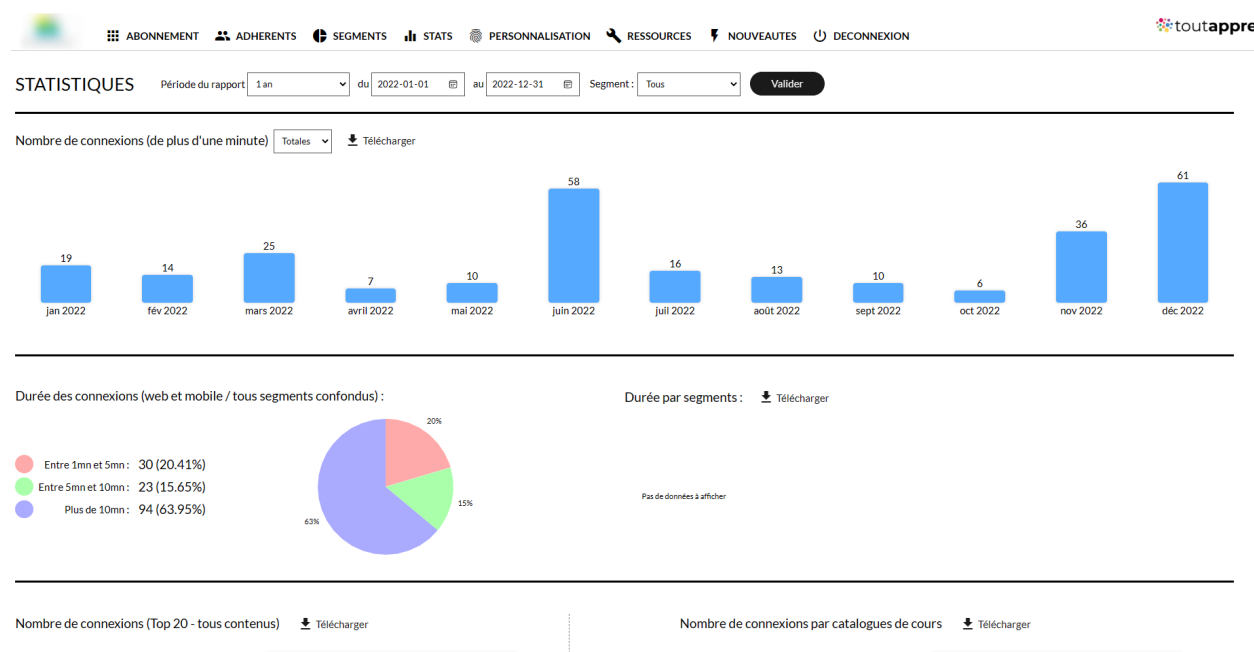 ABONNEMENT ADHERENTS SEGMENTS STATS PERSONNALISATION RESSOURCES NOUVEAUTES DECONNEXION toutappre
STATISTIQUES Période du rapport 1 an du 2022-01-01 au 2022-12-31 Segment : Tous Valider
Nombre de connexions (de plus d'une minute) Totales Télécharger
19 14 25 7 10 58 16 13 10 6 36 61
jan 2022 fév 2022 mars 2022 avril 2022 mai 2022 juin 2022 juil 2022 août 2022 sept 2022 oct 2022 nov 2022 déc 2022
Durée des connexions (web et mobile / tous segments confondus) :
Entre 1mn et 5mn : 30 (20.41%)
Entre 5mn et 10mn : 23 (15.65%)
Plus de 10mn : 94 (63.95%)
20%
15%
63%
Durée par segments : Télécharger
Pas de données à afficher
Nombre de connexions (Top 20 - tous contenus) Télécharger
Nombre de connexions par catalogues de cours Télécharger